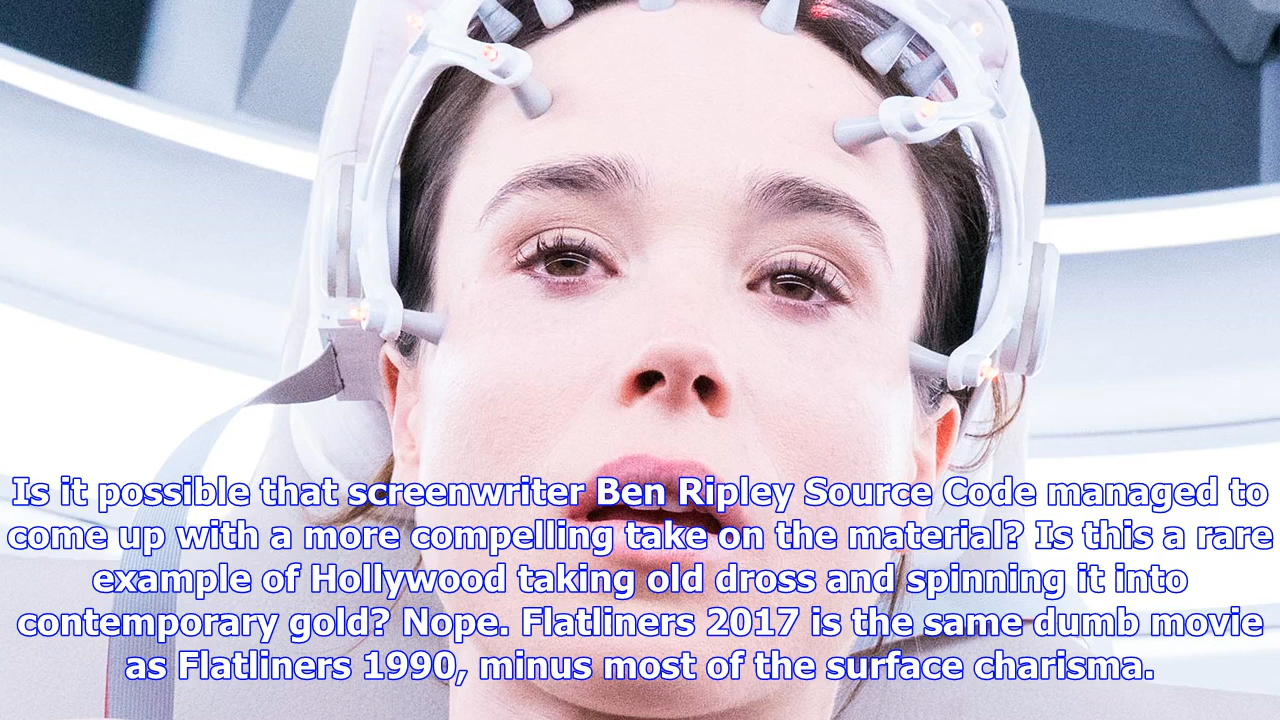 Is it possible that screenwriter Ben Ripley Source Code managed to
come up with a more compelling take on the material? Is this a rare
example of Hollywood taking old dross and spinning it into
contemporary gold? Nope. Flatliners 2017 is the same dumb movie
as Flatliners 1990, minus most of the surface charisma.